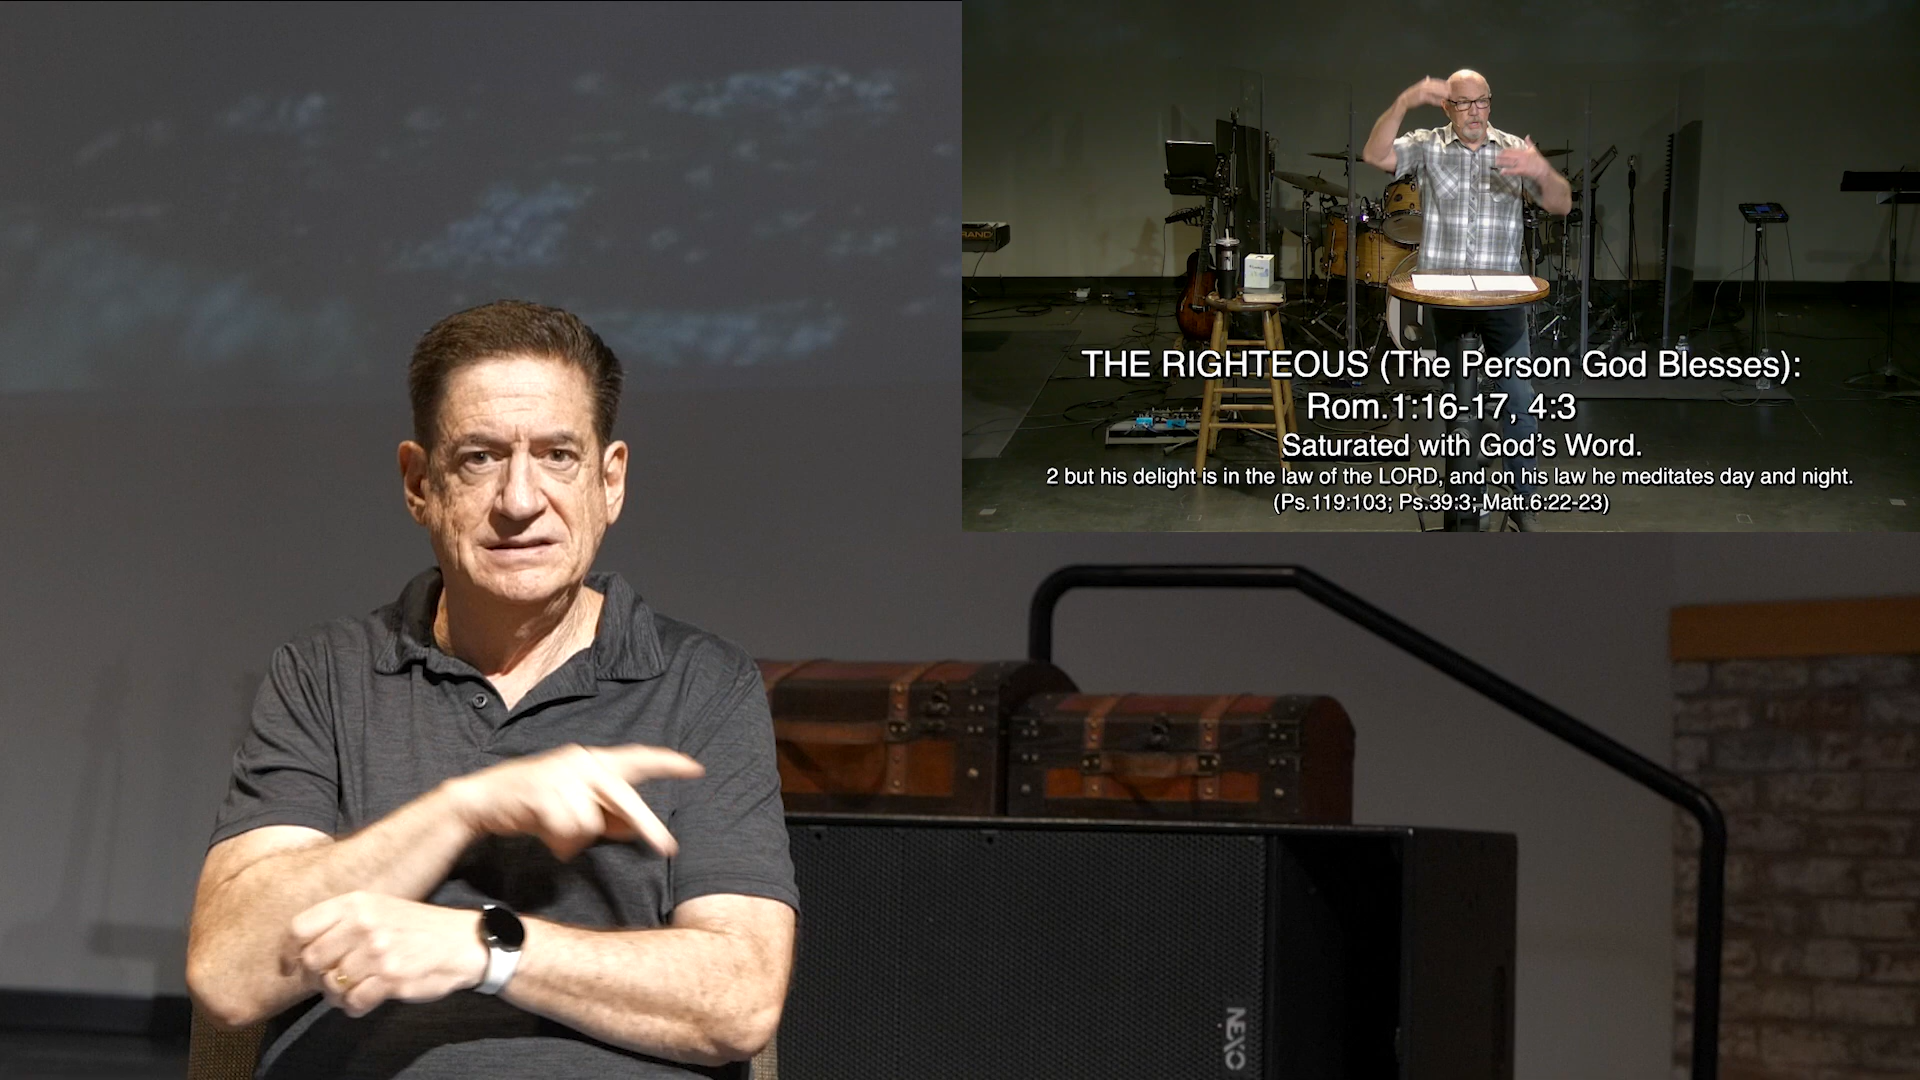 RAND
THE RIGHTEOUS (The Person God Blesses):
Rom.1:16-17, 4:3
Saturated with God's Word.
2 but his delight is in the law of the LORD, and on his law he meditates day and night.
(Ps.119:103; Ps.39:3; Matt.6:22-23)
NEXO